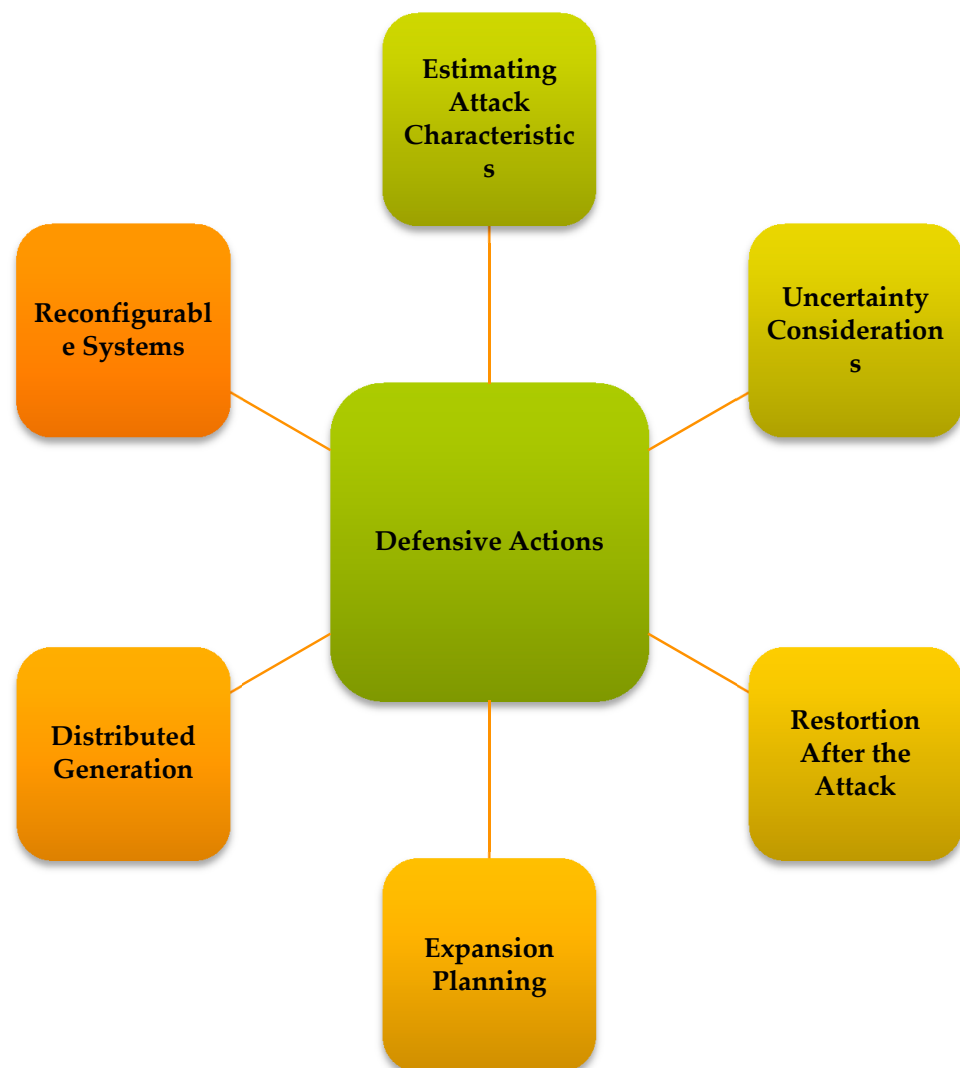 Estimating
Attack
Characteristic
s
Reconfigurabl
e Systems
Uncertainty
Consideration
s
Defensive Actions
Distributed
Generation
Restortion
After the
Attack
Expansion
Planning